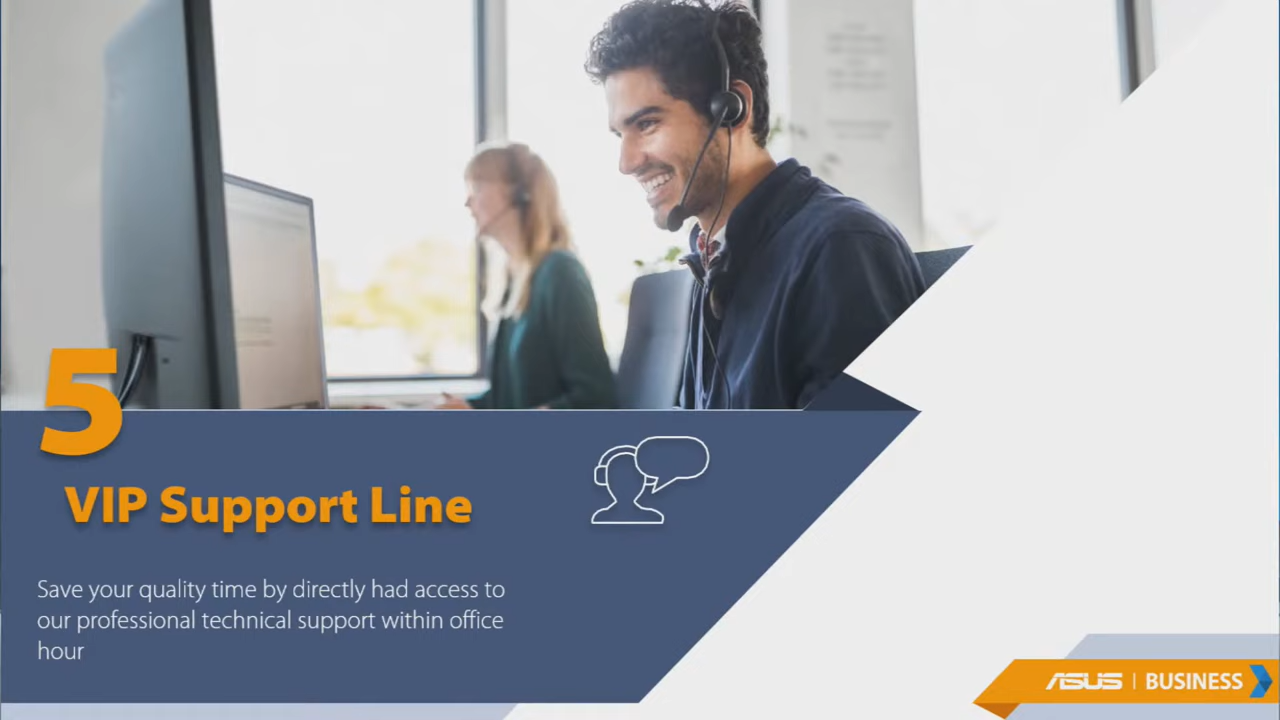 5
VIP Support Line
Save your quality time by directly had access to
our professional technical support within office
hour
ASUS | BUSINESS